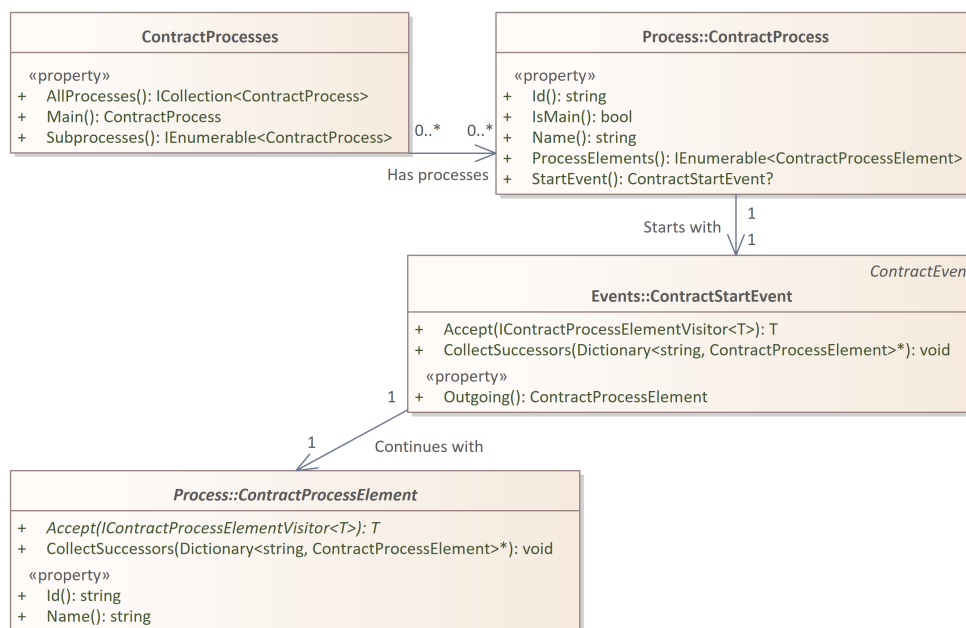 ContractProcesses
«property»
+ AllProcesses(): ICollection<ContractProcess>
+ Main(): ContractProcess
+ Subprocesses(): IEnumerable<ContractProcess>
0..*
0..*
Has processes
Process::ContractProcess
«property»
+ Id(): string
+ IsMain(): bool
+ Name(): string
+ ProcessElements(): IEnumerable<ContractProcessElement>
+ StartEvent(): ContractStartEvent?
1
Starts with
1
ContractEven
Events::ContractStartEvent
+ Accept(IContractProcessElementVisitor<T>): T
+ CollectSuccessors(Dictionary<string, ContractProcessElement>*): void
«property»
+ Outgoing(): ContractProcessElement
1
1
Continues with
Process::ContractProcessElement
+ Accept(IContractProcessElementVisitor<T>): T
+ CollectSuccessors(Dictionary<string, ContractProcessElement>*): void
«property»
+ Id(): string
+ Name(): string